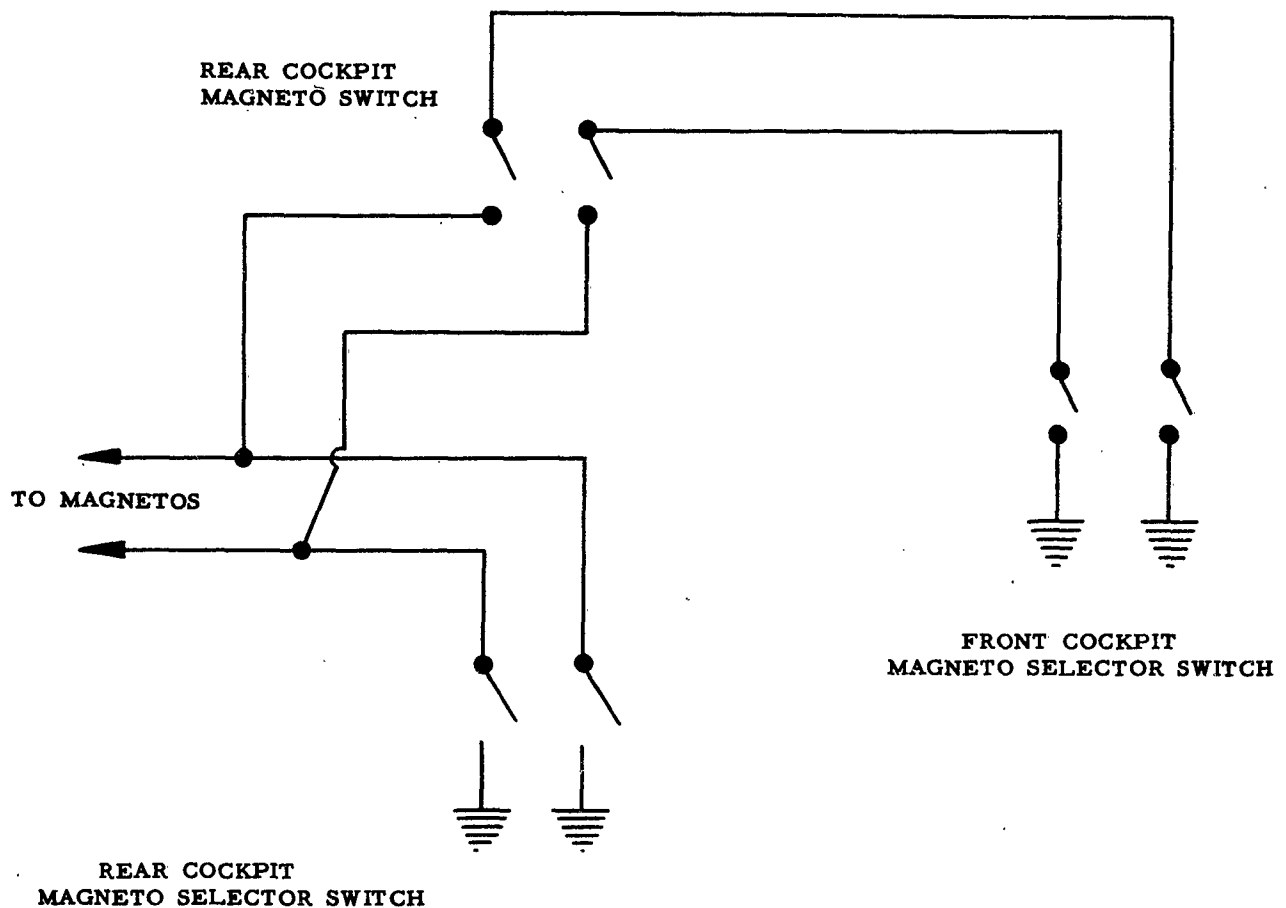 REAR COCKPIT
MAGNETO SWITCH
TO MAGNETOS
FRONT COCKPIT
MAGNETO SELECTOR SWITCH
REAR COCKPIT
MAGNETO SELECTOR SWITCH